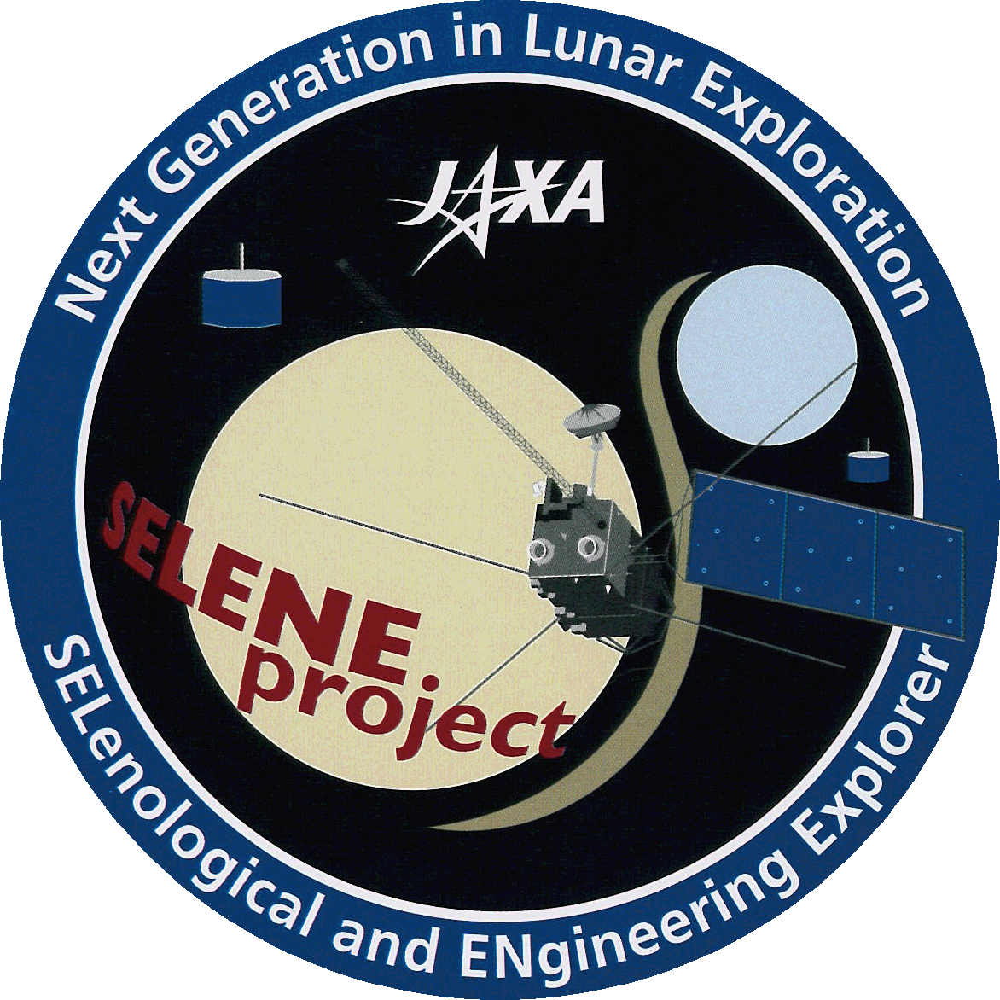 Next Generation in Lunar Exploration
JAXA
SELENE
project
SELenological and ENgineering Explorer